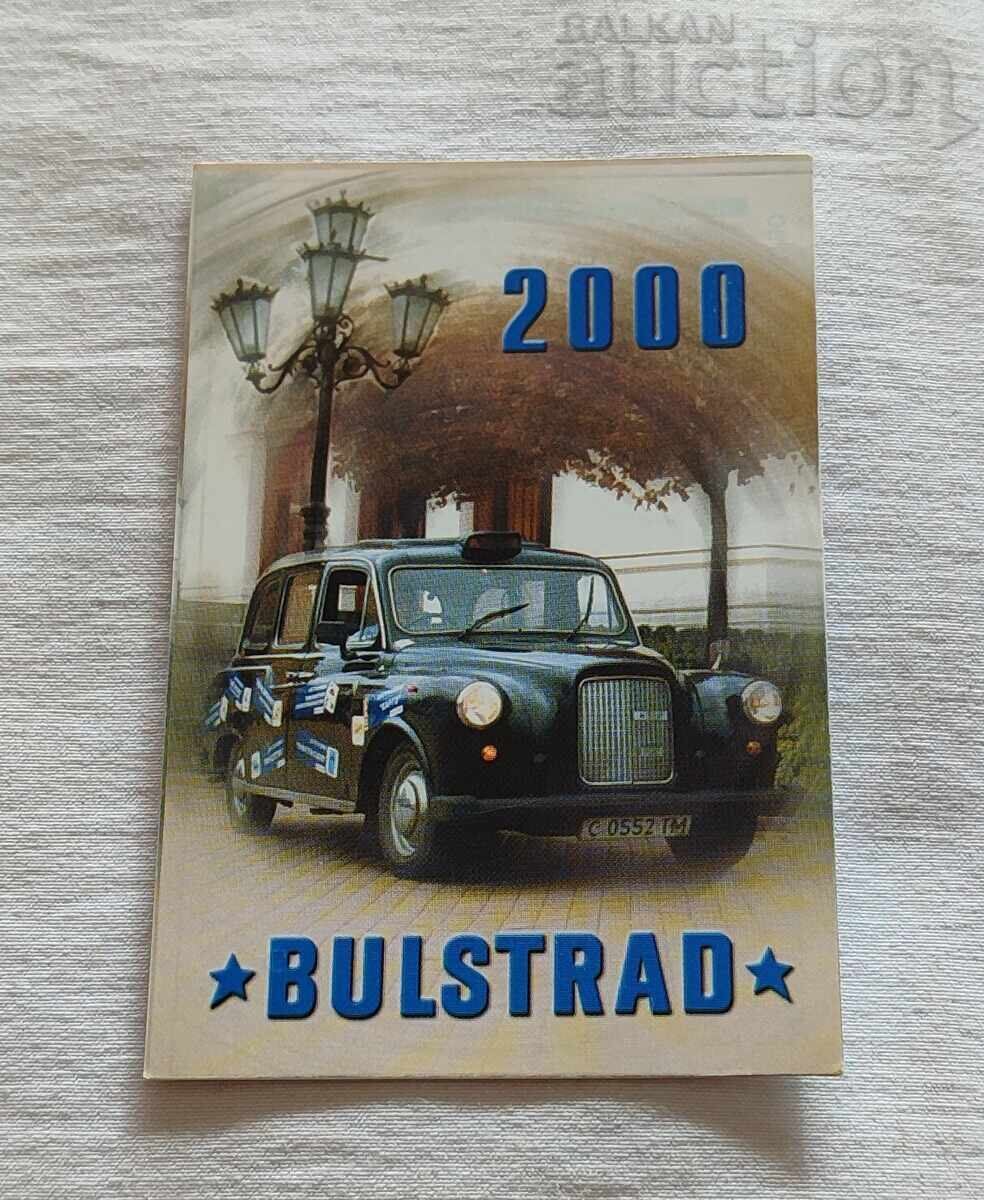 BALKAN
auction
2000
C 0552 TM
★BULSTRAD★